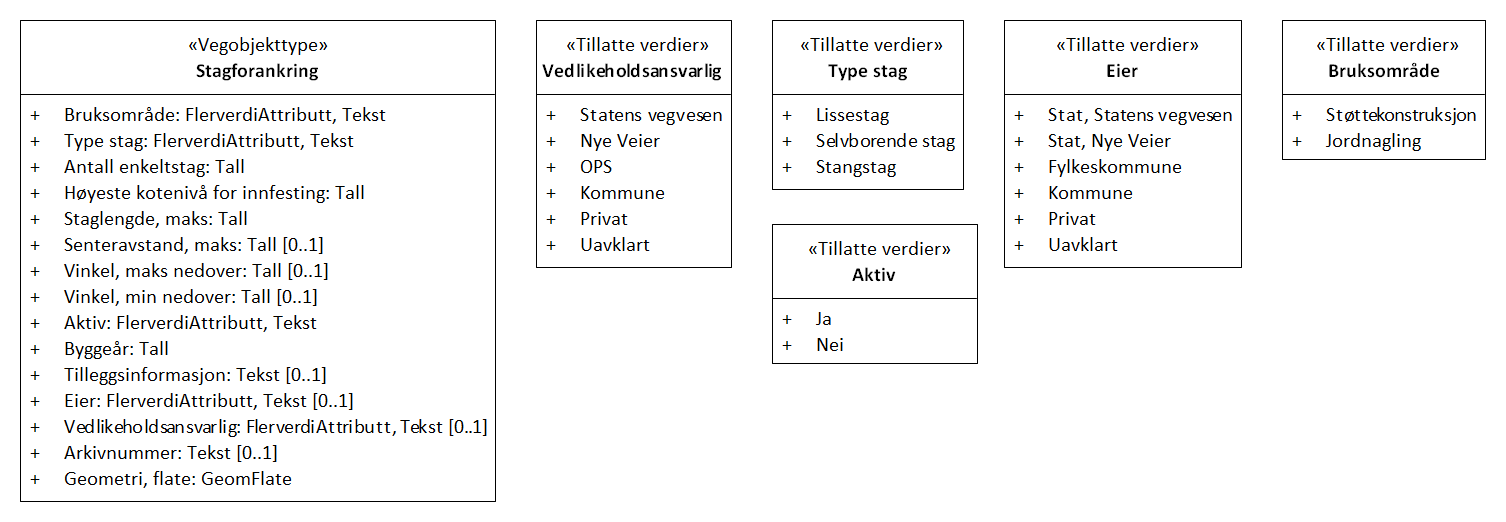 «Vegobjekttype»
Stagforankring
+ Bruksområde: FlerverdiAttributt, Tekst
+ Type stag: FlerverdiAttributt, Tekst
+ Antall enkeltstag: Tall
+ Høyeste kotenivå for innfesting: Tall
+ Staglengde, maks: Tall
+ Senteravstand, maks: Tall [0..1]
+ Vinkel, maks nedover: Tall [0..1]
+ Vinkel, min nedover: Tall [0..1]
+ Aktiv: FlerverdiAttributt, Tekst
+ Byggeår: Tall
+ Tilleggsinformasjon: Tekst [0..1]
+ Eier: FlerverdiAttributt, Tekst [0..1]
+ Vedlikeholdsansvarlig: FlerverdiAttributt, Tekst [0..1]
+ Arkivnummer: Tekst [0..1]
+ Geometri, flate: GeomFlate
«Tillatte verdier»
Vedlikeholdsansvarlig
+ Statens vegvesen
+ Nye Veier
+ OPS
+ Kommune
+ Privat
+ Uavklart
«Tillatte verdier»
Type stag
+ Lissestag
+ Selvborende stag
+ Stangstag
«Tillatte verdier»
Aktiv
+ Ja
+ Nei
«Tillatte verdier»
Eier
+ Stat, Statens vegvesen
+ Stat, Nye Veier
+ Fylkeskommune
+ Kommune
+ Privat
+ Uavklart
«Tillatte verdier»
Bruksområde
+ Støttekonstruksjon
+ Jordnagling